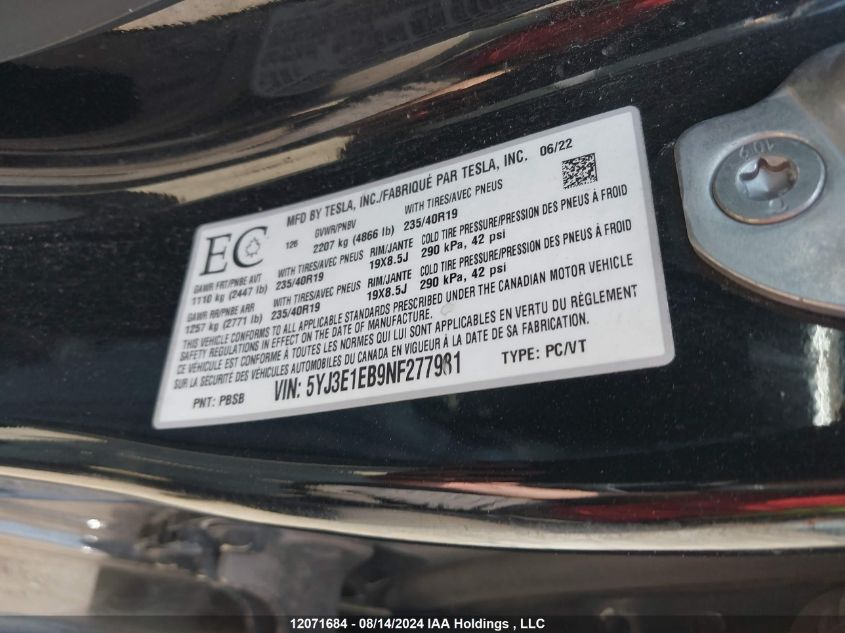 MFD BY TESLA, INC./FABRIQUÉ PAR TESLA, INC. 06/22
EC
126
GVWR/PNBV
2207 kg (4866 lb)
WITH TIRES/AVEC PNEUS
235/40R19
GAWR FRT/PNBE AVT
1110 kg (2447 lb)
WITH TIRES/AVEC PNEUS
235/40R19
RIM/JANTE
19X8.5J
COLD TIRE PRESSURE/PRESSION DES PNEUS À FROID
290 kPa, 42 psi
GAWR RR/PNBE ARR
1257 kg (2771 lb)
WITH TIRES/AVEC PNEUS
235/40R19
RIM/JANTE
19X8.5J
COLD TIRE PRESSURE/PRESSION DES PNEUS À FROID
290 kPa, 42 psi
THIS VEHICLE CONFORMS TO ALL APPLICABLE STANDARDS PRESCRIBED UNDER THE CANADIAN MOTOR VEHICLE
SAFETY REGULATIONS IN EFFECT ON THE DATE OF MANUFACTURE.
CE VÉHICULE EST CONFORME À TOUTES LES NORMES QUI LUI SONT APPLICABLES EN VERTU DU RÈGLEMENT
SUR LA SÉCURITÉ DES VÉHICULES AUTOMOBILES DU CANADA EN VIGUEUR À LA DATE DE SA FABRICATION.
PNT: PBSB VIN: 5YJ3E1EB9NF277981 TYPE: PC/VT
10.9
12071684 - 08/14/2024 IAA Holdings , LLC